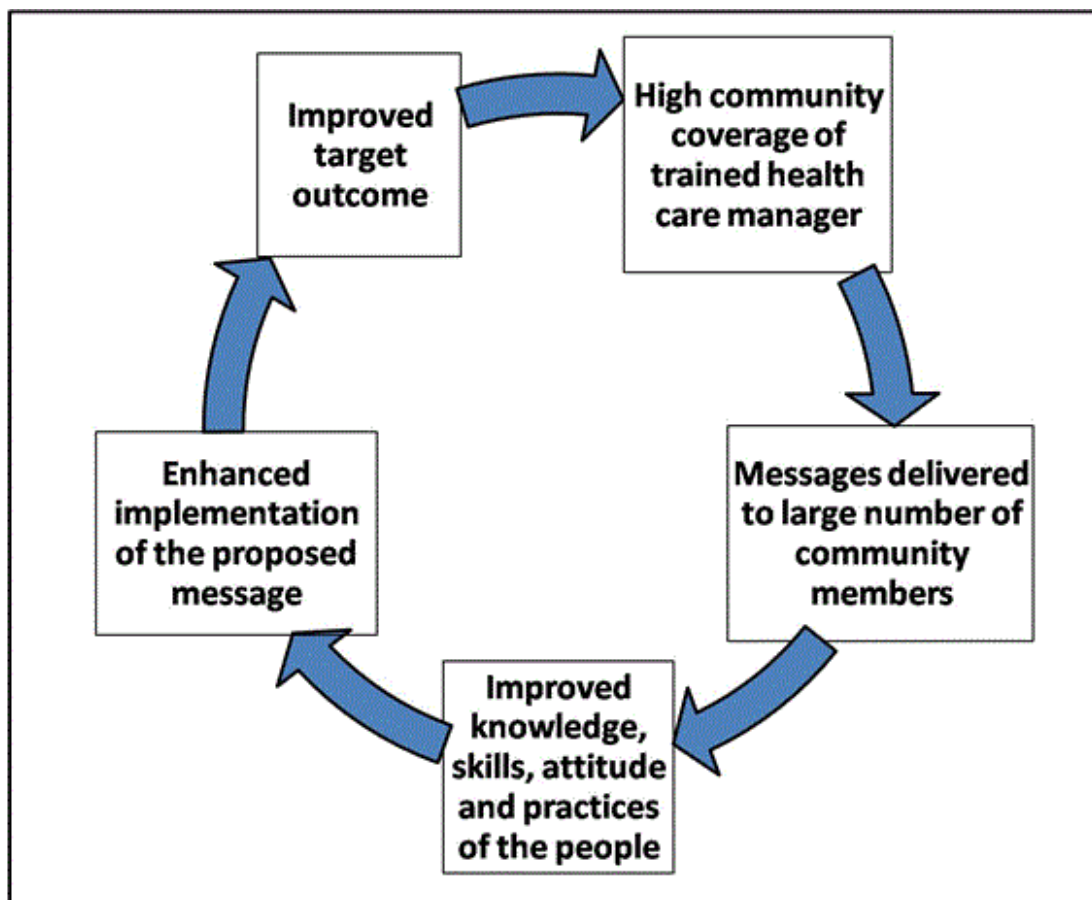 Improved
target
outcome
High community
coverage of
trained health
care manager
Messages delivered
to large number of
community
members
Improved
knowledge,
skills, attitude
and practices
of the people
Enhanced
implementation
of the proposed
message